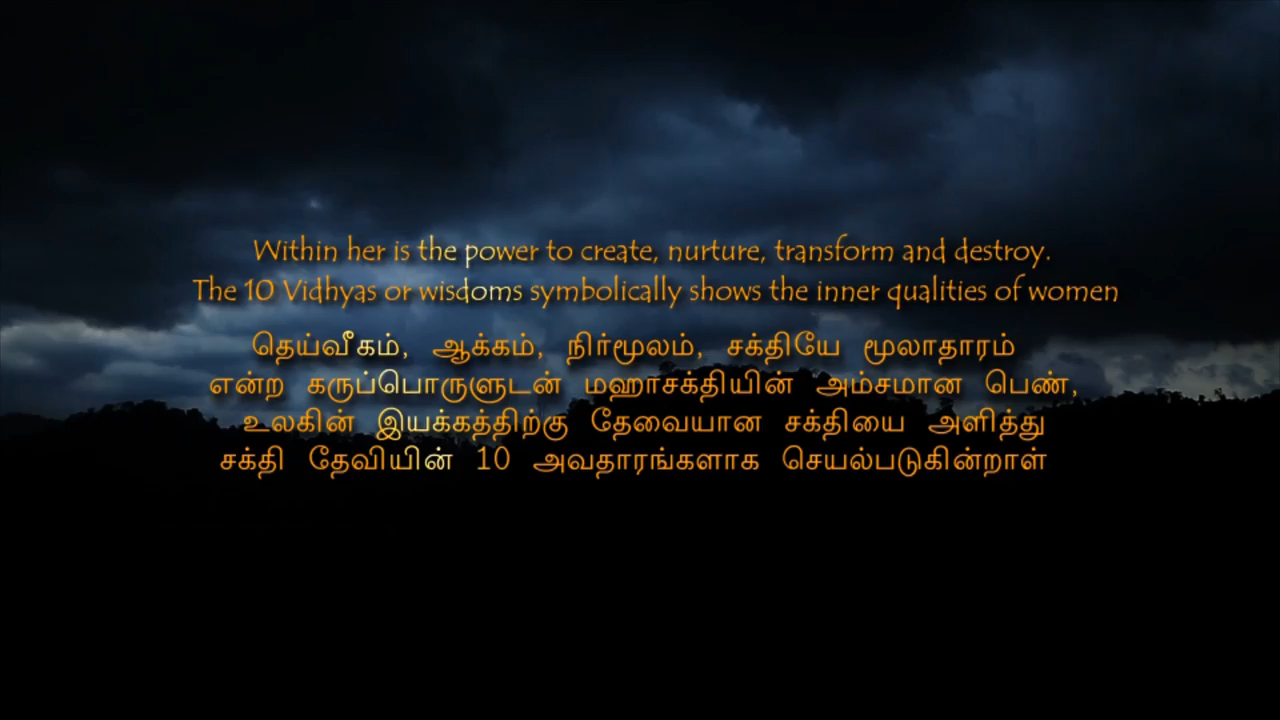 Within her is the power to create, nurture, transform and destroy.
The 10 Vidhyas or wisdoms symbolically shows the inner qualities of women
தெய்வீகம், ஆக்கம், நிர்மூலம், சக்தியே மூலாதாரம்
என்ற கருப்பொருளுடன் மஹாசக்தியின் அம்சமான பெண்,
உலகின் இயக்கத்திற்கு தேவையான சக்தியை அளித்து
சக்தி தேவியின் 10 அவதாரங்களாக செயல்படுகின்றாள்